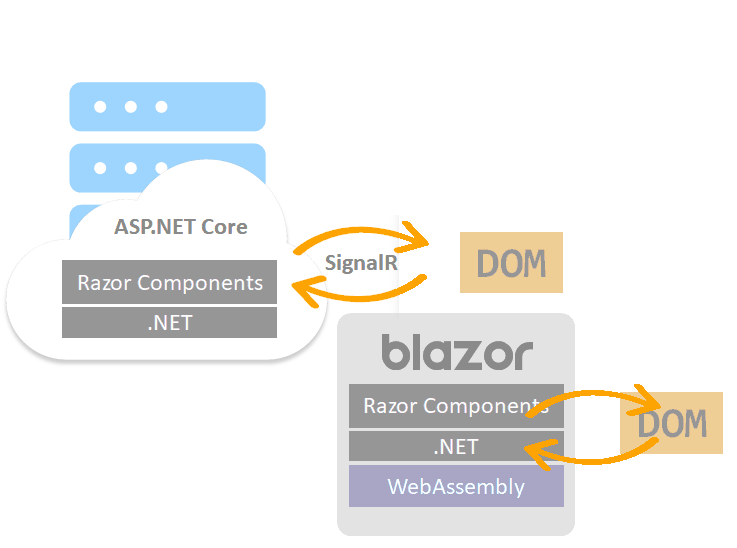 ASP.NET Core
SignalR
DOM
Razor Components
.NET
blazor
Razor Components
DOM
.NET
WebAssembly